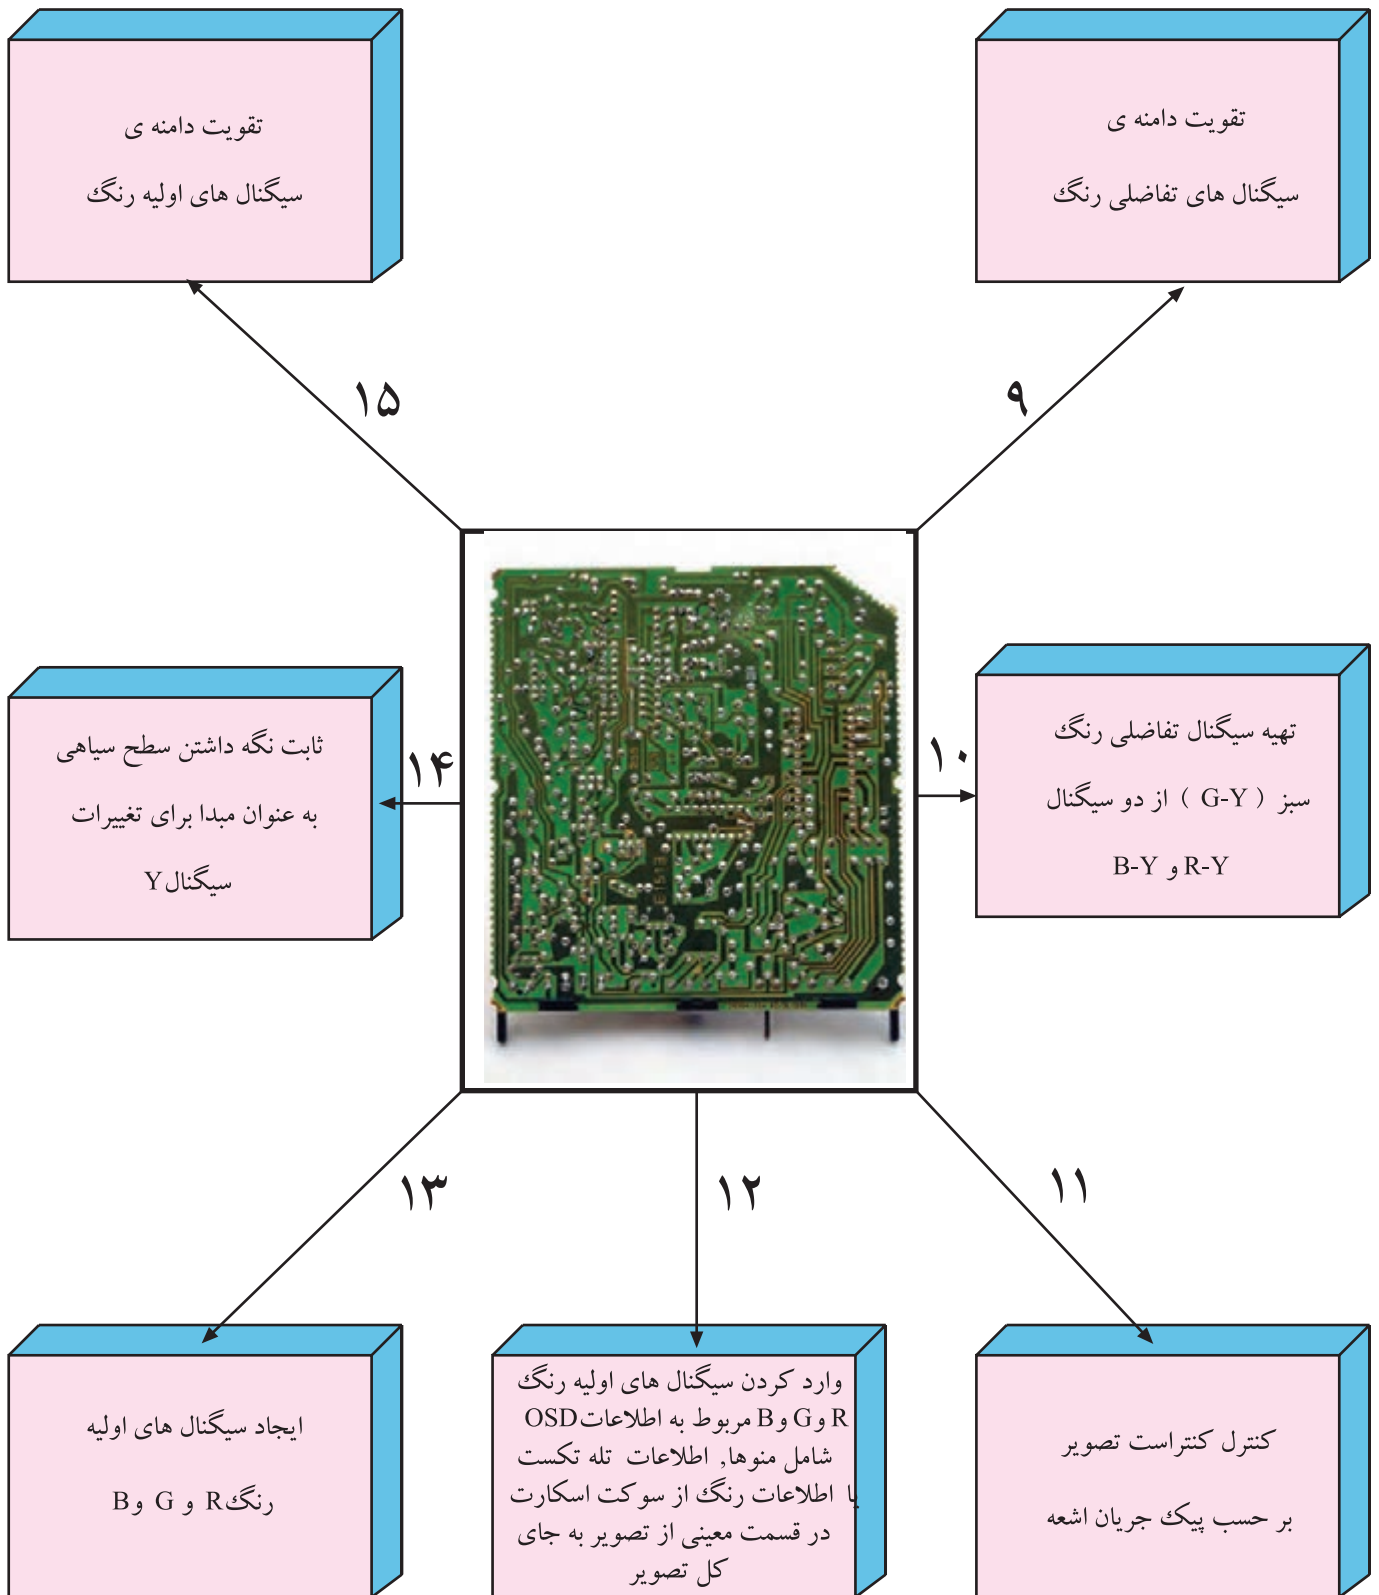 تقویت دامنه ی
سیگنال های تفاضلی رنگ
تقویت دامنه ی
سیگنال های اولیه رنگ
۹
۱۵
تهیه سیگنال تفاضلی رنگ
سبز ( G-Y ) از دو سیگنال
R-Y و B-Y
۱۰
۱۴
ثابت نگه داشتن سطح سیاهی
به عنوان مبدا برای تغییرات
سیگنال Y
۱۱
۱۲
۱۳
کنترل کنتراست تصویر
بر حسب پیک جریان اشعه
وارد کردن سیگنال های اولیه رنگ
R و G و B مربوط به اطلاعات OSD
شامل منوها, اطلاعات تله تکست
یا اطلاعات رنگ از سوکت اسکارت
در قسمت معینی از تصویر به جای
کل تصویر
ایجاد سیگنال های اولیه
رنگ R و G و B